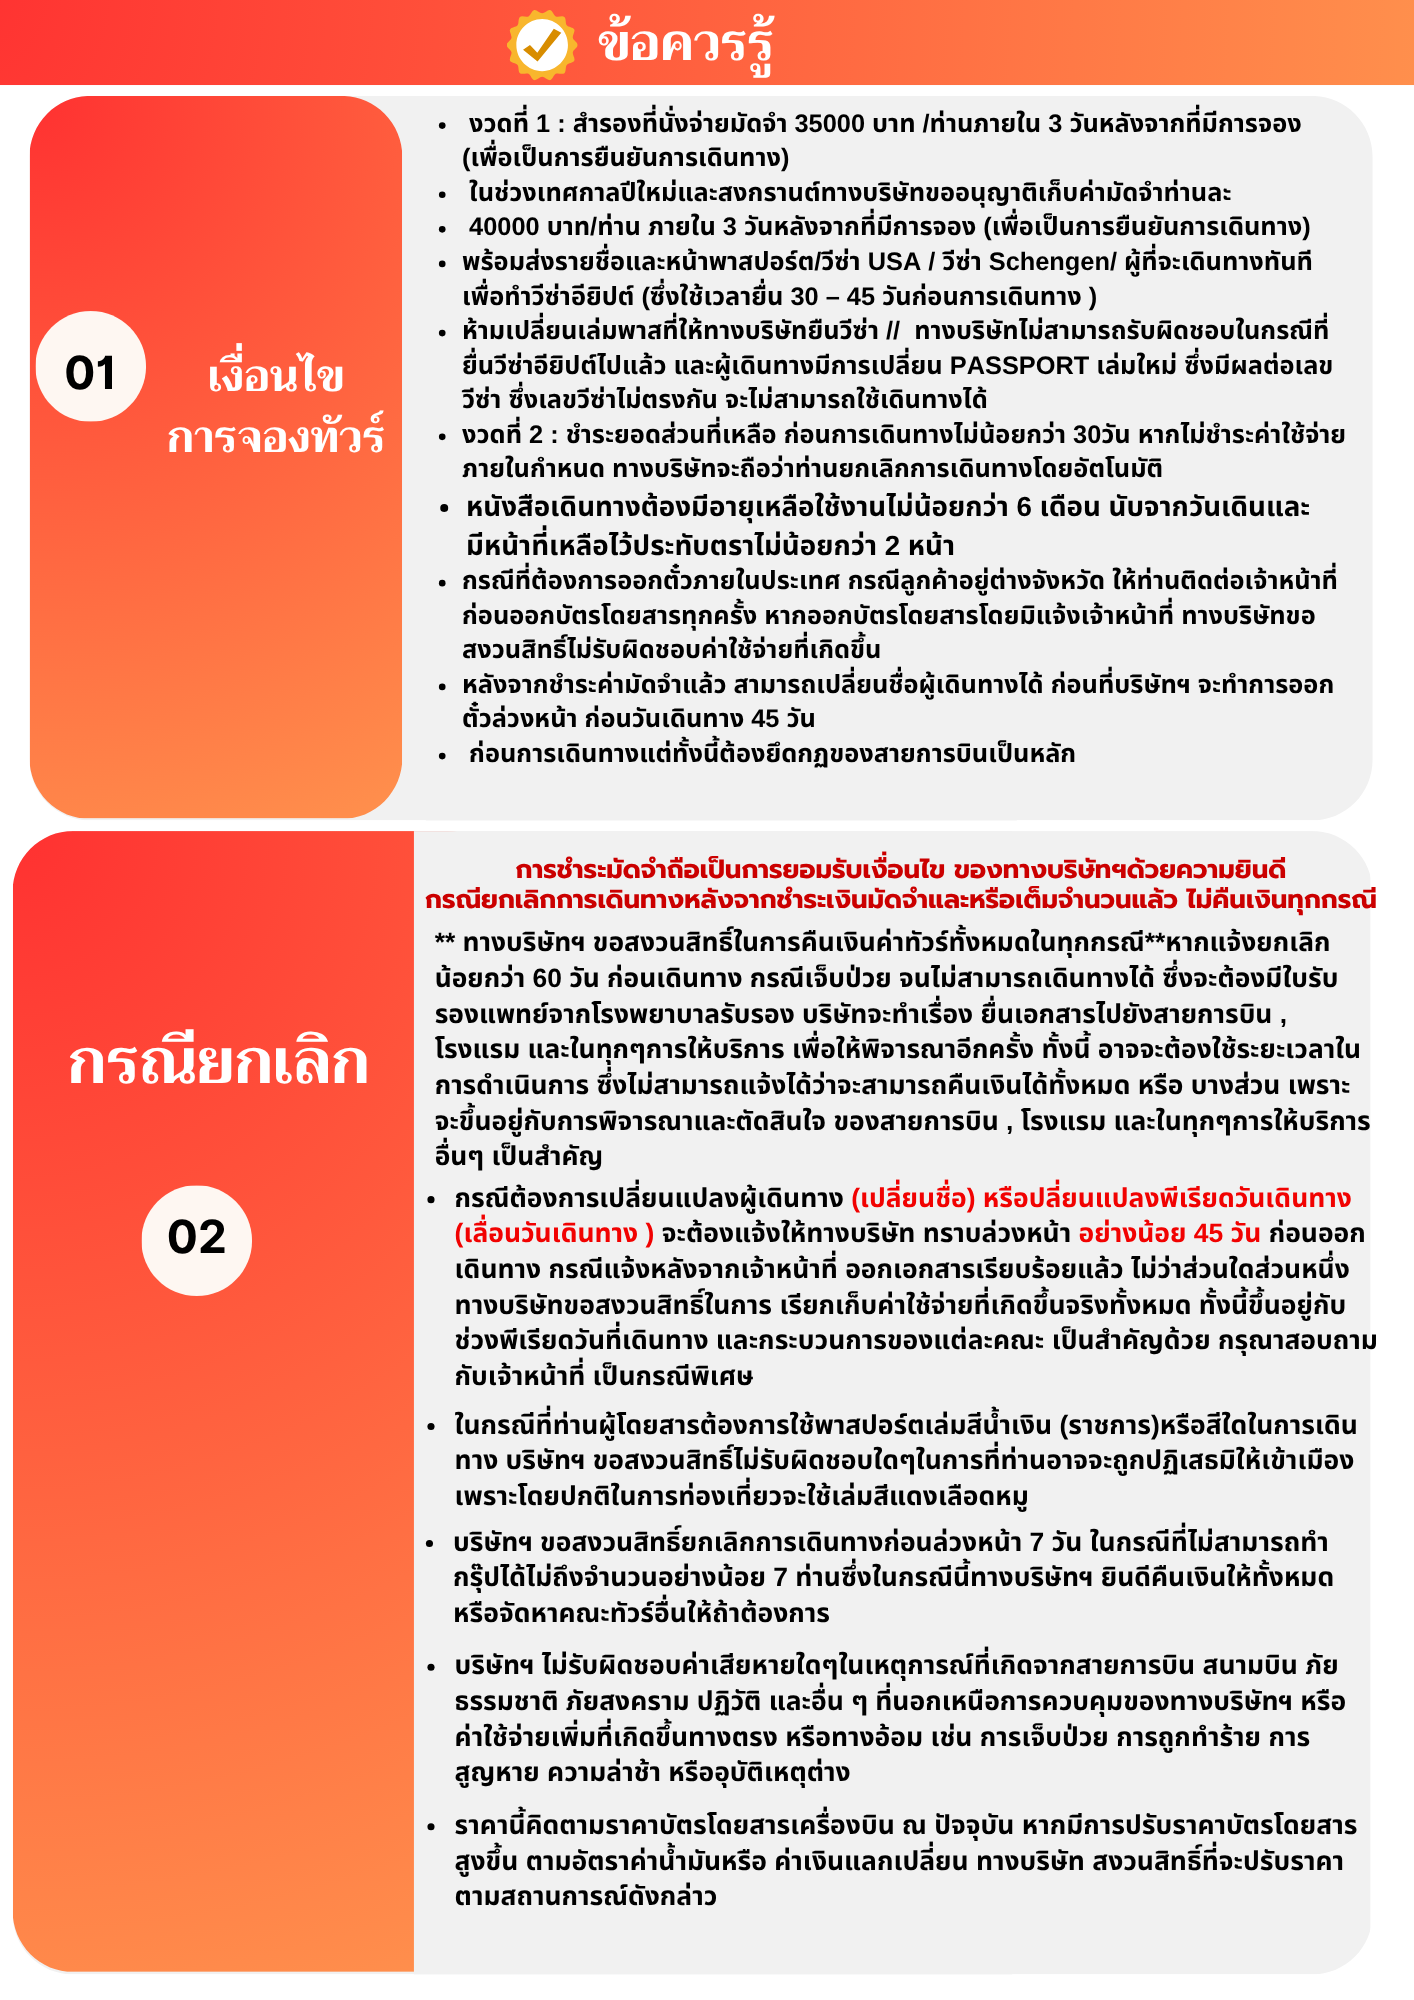 ข้อควรรู้
01
เงื่อนไข
การจองทัวร์
• งวดที่ 1 : สำรองที่นั่งจ่ายมัดจำ 35000 บาท /ท่านภายใน 3 วันหลังจากที่มีการจอง
(เพื่อเป็นการยืนยันการเดินทาง)
• ในช่วงเทศกาลปีใหม่และสงกรานต์ทางบริษัทขออนุญาติเก็บค่ามัดจำท่านละ
• 40000 บาท/ท่าน ภายใน 3 วันหลังจากที่มีการจอง (เพื่อเป็นการยืนยันการเดินทาง)
• พร้อมส่งรายชื่อและหน้าพาสปอร์ต/วีซ่า USA / วีซ่า Schengen/ ผู้ที่จะเดินทางทันที
เพื่อทำวีซ่าอียิปต์ (ซึ่งใช้เวลายื่น 30 – 45 วันก่อนการเดินทาง )
• ห้ามเปลี่ยนเล่มพาสที่ให้ทางบริษัทยืนวีซ่า // ทางบริษัทไม่สามารถรับผิดชอบในกรณีที่
ยื่นวีซ่าอียิปต์ไปแล้ว และผู้เดินทางมีการเปลี่ยน PASSPORT เล่มใหม่ ซึ่งมีผลต่อเลข
วีซ่า ซึ่งเลขวีซ่าไม่ตรงกัน จะไม่สามารถใช้เดินทางได้
• งวดที่ 2 : ชำระยอดส่วนที่เหลือ ก่อนการเดินทางไม่น้อยกว่า 30วัน หากไม่ชำระค่าใช้จ่าย
ภายในกำหนด ทางบริษัทจะถือว่าท่านยกเลิกการเดินทางโดยอัตโนมัติ
• หนังสือเดินทางต้องมีอายุเหลือใช้งานไม่น้อยกว่า 6 เดือน นับจากวันเดินและ
มีหน้าที่เหลือไว้ประทับตราไม่น้อยกว่า 2 หน้า
• กรณีที่ต้องการออกตั๋วภายในประเทศ กรณีลูกค้าอยู่ต่างจังหวัด ให้ท่านติดต่อเจ้าหน้าที่
ก่อนออกบัตรโดยสารทุกครั้ง หากออกบัตรโดยสารโดยมิแจ้งเจ้าหน้าที่ ทางบริษัทขอ
สงวนสิทธิ์ไม่รับผิดชอบค่าใช้จ่ายที่เกิดขึ้น
• หลังจากชำระค่ามัดจำแล้ว สามารถเปลี่ยนชื่อผู้เดินทางได้ ก่อนที่บริษัทฯ จะทำการออก
ตั๋วล่วงหน้า ก่อนวันเดินทาง 45 วัน
• ก่อนการเดินทางแต่ทั้งนี้ต้องยึดกฏของสายการบินเป็นหลัก
กรณียกเลิก
02
การชำระมัดจำถือเป็นการยอมรับเงื่อนไข ของทางบริษัทฯด้วยความยินดี
กรณียกเลิกการเดินทางหลังจากชำระเงินมัดจำและหรือเต็มจำนวนแล้ว ไม่คืนเงินทุกกรณี
** ทางบริษัทฯ ขอสงวนสิทธิ์ในการคืนเงินค่าทัวร์ทั้งหมดในทุกกรณี**หากแจ้งยกเลิก
น้อยกว่า 60 วัน ก่อนเดินทาง กรณีเจ็บป่วย จนไม่สามารถเดินทางได้ ซึ่งจะต้องมีใบรับ
รองแพทย์จากโรงพยาบาลรับรอง บริษัทจะทำเรื่อง ยื่นเอกสารไปยังสายการบิน ,
โรงแรม และในทุกๆการให้บริการ เพื่อให้พิจารณาอีกครั้ง ทั้งนี้ อาจจะต้องใช้ระยะเวลาใน
การดำเนินการ ซึ่งไม่สามารถแจ้งได้ว่าจะสามารถคืนเงินได้ทั้งหมด หรือ บางส่วน เพราะ
จะขึ้นอยู่กับการพิจารณาและตัดสินใจ ของสายการบิน , โรงแรม และในทุกๆการให้บริการ
อื่นๆ เป็นสำคัญ
• กรณีต้องการเปลี่ยนแปลงผู้เดินทาง (เปลี่ยนชื่อ) หรือปลี่ยนแปลงพีเรียดวันเดินทาง
(เลื่อนวันเดินทาง ) จะต้องแจ้งให้ทางบริษัท ทราบล่วงหน้า อย่างน้อย 45 วัน ก่อนออก
เดินทาง กรณีแจ้งหลังจากเจ้าหน้าที่ ออกเอกสารเรียบร้อยแล้ว ไม่ว่าส่วนใดส่วนหนึ่ง
ทางบริษัทขอสงวนสิทธิ์ในการ เรียกเก็บค่าใช้จ่ายที่เกิดขึ้นจริงทั้งหมด ทั้งนี้ขึ้นอยู่กับ
ช่วงพีเรียดวันที่เดินทาง และกระบวนการของแต่ละคณะ เป็นสำคัญด้วย กรุณาสอบถาม
กับเจ้าหน้าที่ เป็นกรณีพิเศษ
• ในกรณีที่ท่านผู้โดยสารต้องการใช้พาสปอร์ตเล่มสีน้ำเงิน (ราชการ)หรือสีใดในการเดิน
ทาง บริษัทฯ ขอสงวนสิทธิ์ไม่รับผิดชอบใดๆในการที่ท่านอาจจะถูกปฏิเสธมิให้เข้าเมือง
เพราะโดยปกติในการท่องเที่ยวจะใช้เล่มสีแดงเลือดหมู
• บริษัทฯ ขอสงวนสิทธิ์ยกเลิกการเดินทางก่อนล่วงหน้า 7 วัน ในกรณีที่ไม่สามารถทำ
กรุ๊ปได้ไม่ถึงจำนวนอย่างน้อย 7 ท่านซึ่งในกรณีนี้ทางบริษัทฯ ยินดีคืนเงินให้ทั้งหมด
หรือจัดหาคณะทัวร์อื่นให้ถ้าต้องการ
• บริษัทฯ ไม่รับผิดชอบค่าเสียหายใดๆในเหตุการณ์ที่เกิดจากสายการบิน สนามบิน ภัย
ธรรมชาติ ภัยสงคราม ปฏิวัติ และอื่น ๆ ที่นอกเหนือการควบคุมของทางบริษัทฯ หรือ
ค่าใช้จ่ายเพิ่มที่เกิดขึ้นทางตรง หรือทางอ้อม เช่น การเจ็บป่วย การถูกทำร้าย การ
สูญหาย ความล่าช้า หรืออุบัติเหตุต่าง
• ราคานี้คิดตามราคาบัตรโดยสารเครื่องบิน ณ ปัจจุบัน หากมีการปรับราคาบัตรโดยสาร
สูงขึ้น ตามอัตราค่าน้ำมันหรือ ค่าเงินแลกเปลี่ยน ทางบริษัท สงวนสิทธิ์ที่จะปรับราคา
ตามสถานการณ์ดังกล่าว